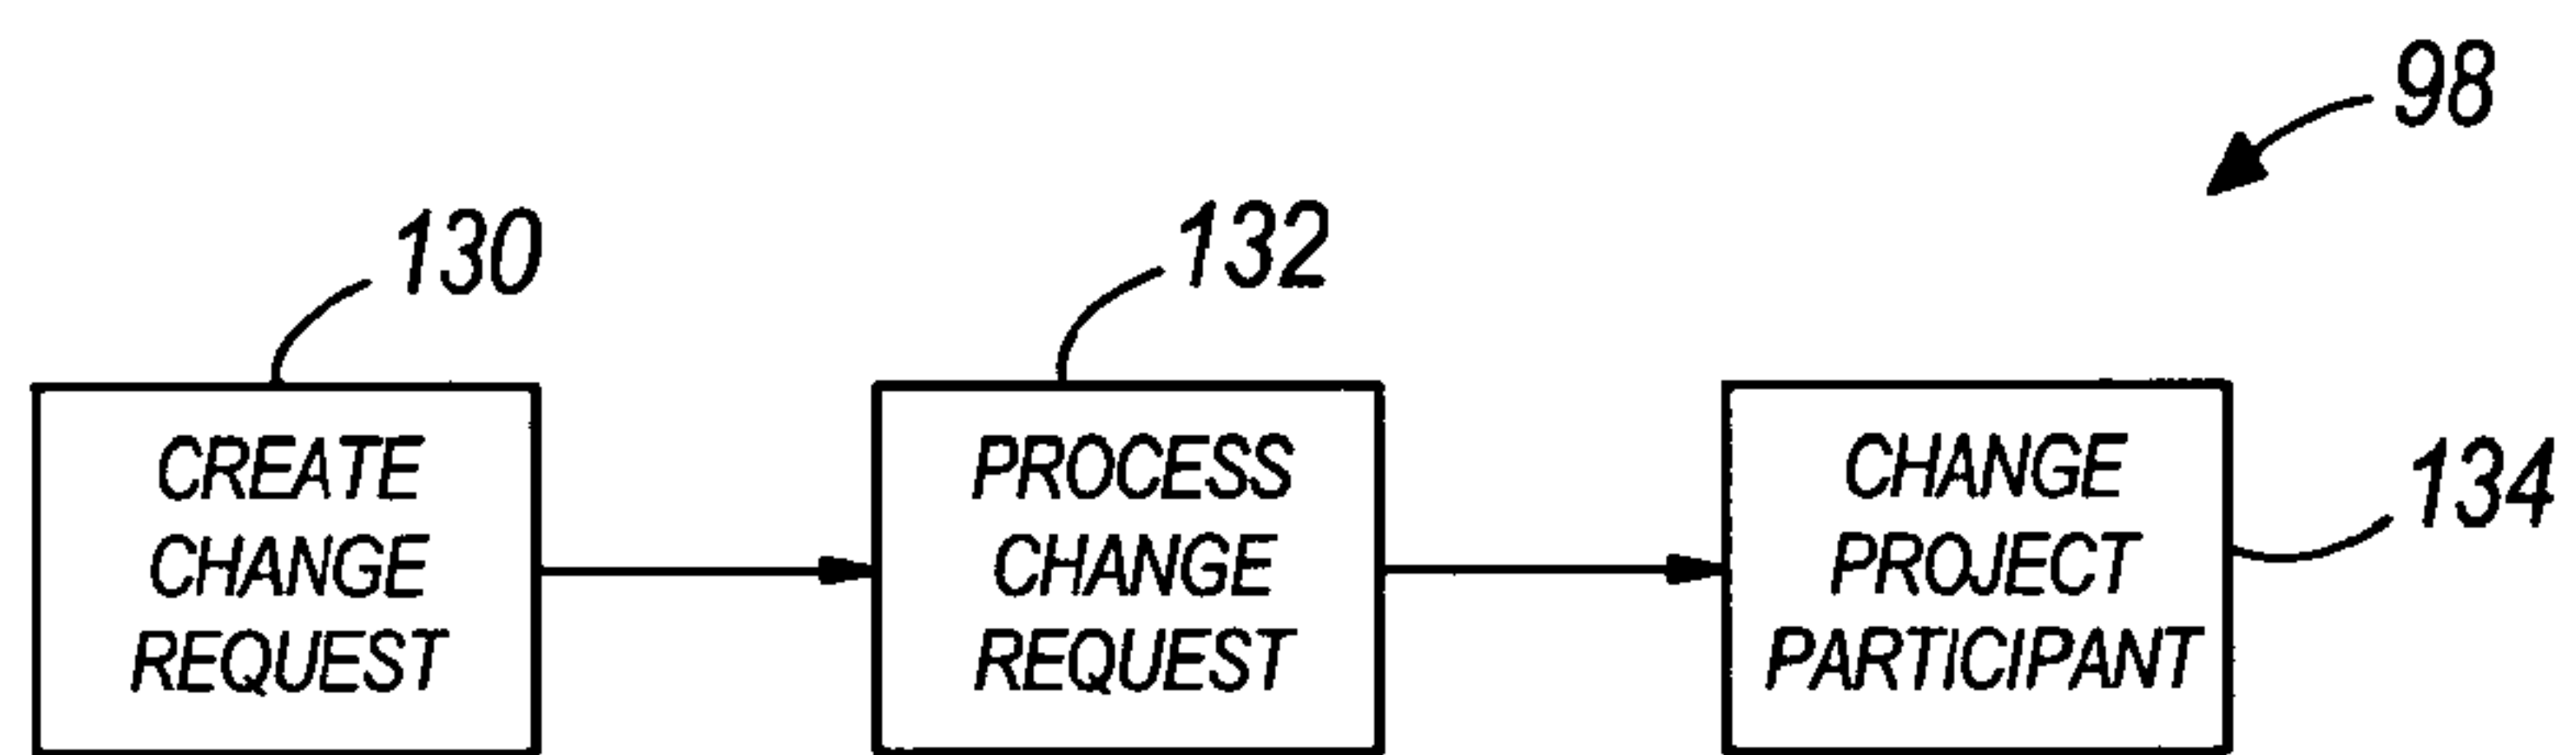 98
130
132
CREATE
CHANGE
REQUEST
PROCESS
CHANGE
REQUEST
CHANGE
PROJECT
PARTICIPANT
134